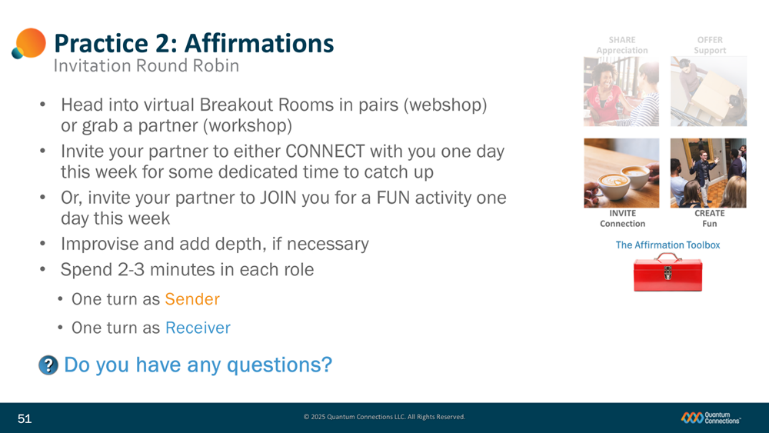 Practice 2: Affirmations
Invitation Round Robin
• Head into virtual Breakout Rooms in pairs (webshop)
or grab a partner (workshop)
• Invite your partner to either CONNECT with you one day
this week for some dedicated time to catch up
• Or, invite your partner to JOIN you for a FUN activity one
day this week
• Improvise and add depth, if necessary
• Spend 2-3 minutes in each role
• One turn as Sender
• One turn as Receiver
? Do you have any questions?
SHARE
Appreciation
OFFER
Support
INVITE
Connection
CREATE
Fun
The Affirmation Toolbox
51
© 2025 Quantum Connections LLC. All Rights Reserved.
Quantum
Connections